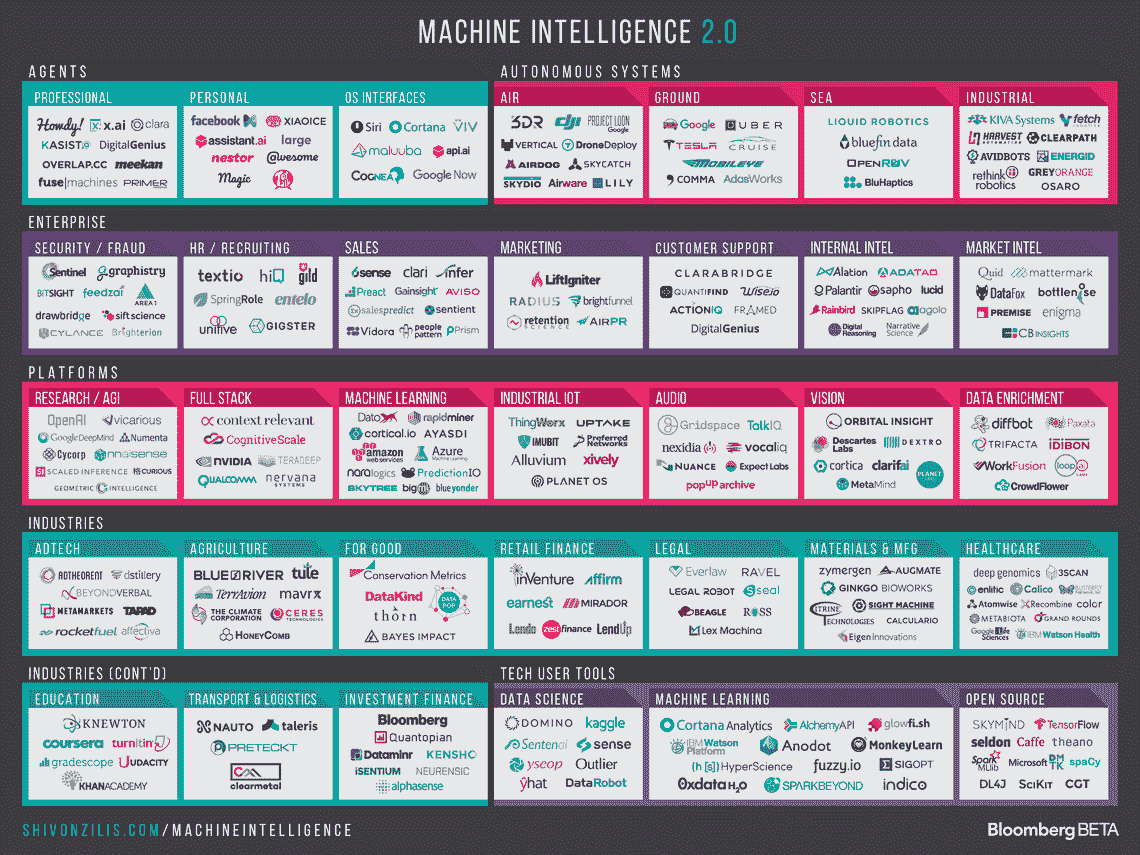 MACHINE INTELLIGENCE 2.0
AGENTS
PROFESSIONAL
Howdy! x.ai clara
KASIST DigitalGenius
OVERLAP.CC meekan
fuse|machines PRIMER
PERSONAL
facebook M XIAOICE
assistant.ai large
nestor @wesome
Magic
OS INTERFACES
Siri Cortana VIV
maluuba api.ai
COGNEA Google Now
AUTONOMOUS SYSTEMS
AIR
3DR dji PROJECT LOON Google
VERTICAL DroneDeploy
AIRDOG SKYCATCH
SKYDIO Airware LILY
GROUND
Google UBER
TESLA CRUISE
MOBILEYE
COMMA AdasWorks
SEA
LIQUID ROBOTICS
bluefin data
OPENROV
BluHaptics
INDUSTRIAL
KIVA Systems fetch
HARVEST CLEARPATH
AVIDBOTS ENERGID
rethink robotics GREYORANGE
OSARO
ENTERPRISE
SECURITY / FRAUD
Sentinel graphistry
BITSIGHT feedzai AREA1
drawbridge sift science
CYLANCE Brighterion
HR / RECRUITING
textio hiQ gild
SpringRole entelo
unitive GIGSTER
SALES
6sense clari infer
Preact Gainsight AVISO
salespredict sentient
Vidora people pattern Prism
MARKETING
LiftIgniter
RADIUS brightfunnel
retention SCIENCE AIRPR
CUSTOMER SUPPORT
CLARABRIDGE
QUANTIFIND Wise.io
ACTIONIQ FRAMED
DigitalGenius
INTERNAL INTEL
Alation ADATAO
Palantir sapho lucid
Rainbird SKIPFLAG agolo
Digital Reasoning Narrative Science
MARKET INTEL
Quid mattermark
DataFox bottlenose
PREMISE enigma
CB INSIGHTS
PLATFORMS
RESEARCH / AGI
OpenAI vicarious
Google DeepMind Numenta
Cycorp nnaisense
SCALED INFERENCE CURIOUS
GEOMETRIC INTELLIGENCE
FULL STACK
context relevant
CognitiveScale
NVIDIA TERADEEP
QUALCOMM nervana SYSTEMS
MACHINE LEARNING
Dato rapidminer
cortical.io AYASDI
amazon web services Azure Machine Learning
nara logics PredictionIO
SKYTREE bigml blueyonder
INDUSTRIAL IOT
ThingWorx UPTAKE
IMUBIT Preferred Networks
Alluvium xively
PLANET OS
AUDIO
Gridspace TalkIQ
nexidia vocaliq
NUANCE Expect Labs
popup archive
VISION
ORBITAL INSIGHT
Descartes Labs DEXTRO
cortica clarifai PLANET LABS
MetaMind
DATA ENRICHMENT
diffbot Paxata
TRIFACTA IDIBON
WorkFusion loop
CrowdFlower
INDUSTRIES
ADTECH
ADTHEORENT dstillery
BEYONDVERBAL
METAMARKETS TAPAD
rocketfuel affectiva
AGRICULTURE
BLUE RIVER tule
TerrAvion mavrx
THE CLIMATE CORPORATION CERES
HONEYCOMB
FOR GOOD
Conservation Metrics
DataKind DATA POP
thorn
BAYES IMPACT
RETAIL FINANCE
inVenture affirm
earnest MIRADOR
Lendo zestfinance LendUp
LEGAL
Everlaw RAVEL
LEGAL ROBOT Seal
BEAGLE ROSS
Lex Machina
MATERIALS & MFG
zymergen AUGMATE
GINKGO BIOWORKS
CITRINE TECHNOLOGIES SIGHT MACHINE
CALCULARIO
Eigen Innovations
HEALTHCARE
deep genomics 3SCAN
enlitic Calico
Atomwise Recombine color
METABIOTA GRAND ROUNDS
Google Life Sciences IBM Watson Health
INDUSTRIES (CONT'D)
EDUCATION
KNEWTON
coursera turnitin
gradescope UDACITY
KHANACADEMY
TRANSPORT & LOGISTICS
NAUTO taleris
PRETECKT
clearmetal
INVESTMENT FINANCE
Bloomberg
Quantopian
Dataminr KENSHO
iSENTIUM NEURENSIC
alphasense
TECH USER TOOLS
DATA SCIENCE
DOMINO kaggle
Sentenai sense
yseop Outlier
ŷhat DataRobot
MACHINE LEARNING
Cortana Analytics AlchemyAPI glowfi.sh
IBM Watson Platform Anodot MonkeyLearn
(h[s]) HyperScience fuzzy.io SIGOPT
0xdata H₂O SPARKBEYOND indico
OPEN SOURCE
SKYMIND TensorFlow
seldon Caffe theano
Spark MLlib Microsoft DMTK spaCy
DL4J SciKit CGT
SHIVONZILIS.COM/MACHINEINTELLIGENCE
Bloomberg BETA